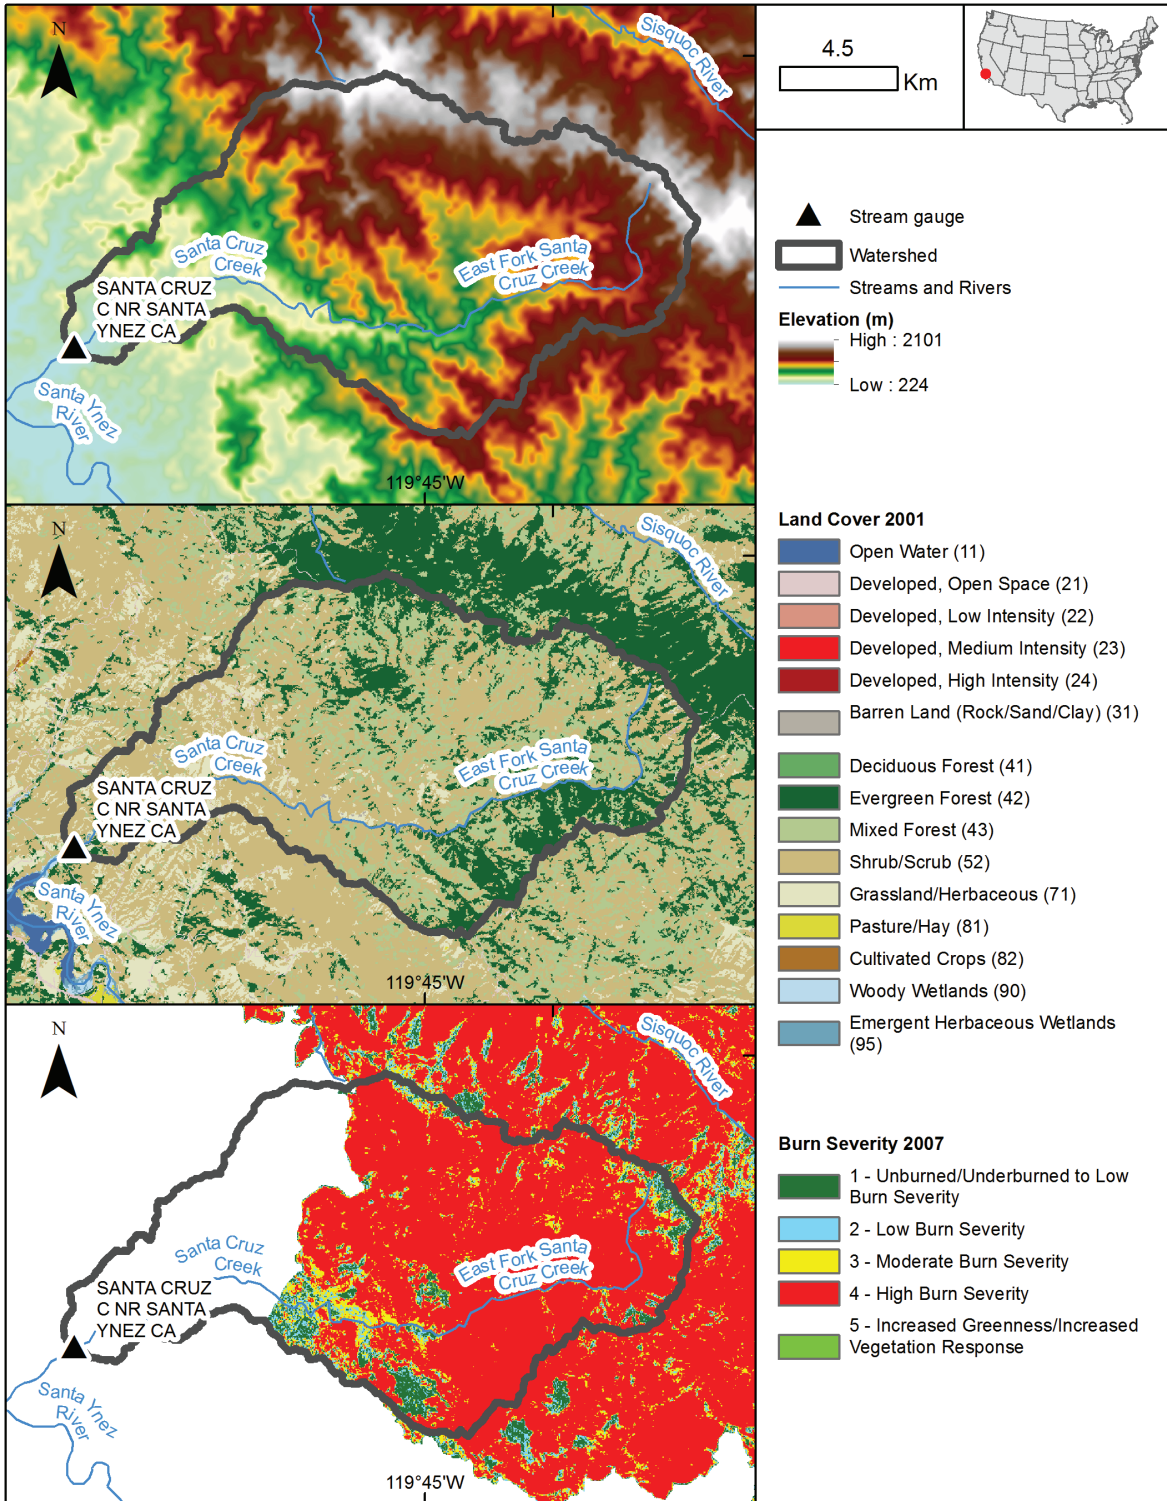 N
Sisquoc
River
Santa Cruz
Creek
East Fork Santa
Cruz Creek
SANTA CRUZ
C NR SANTA
YNEZ CA
Santa Ynez
River
119°45'W
4.5
Km
Stream gauge
Watershed
Streams and Rivers
Elevation (m)
High : 2101
Low : 224
N
Sisquoc
River
Santa Cruz
Creek
East Fork Santa
Cruz Creek
SANTA CRUZ
C NR SANTA
YNEZ CA
Santa Ynez
River
119°45'W
Land Cover 2001
Open Water (11)
Developed, Open Space (21)
Developed, Low Intensity (22)
Developed, Medium Intensity (23)
Developed, High Intensity (24)
Barren Land (Rock/Sand/Clay) (31)
Deciduous Forest (41)
Evergreen Forest (42)
Mixed Forest (43)
Shrub/Scrub (52)
Grassland/Herbaceous (71)
Pasture/Hay (81)
Cultivated Crops (82)
Woody Wetlands (90)
Emergent Herbaceous Wetlands
(95)
N
Sisquoc
River
Santa Cruz
Creek
East Fork Santa
Cruz Creek
SANTA CRUZ
C NR SANTA
YNEZ CA
Santa Ynez
River
119°45'W
Burn Severity 2007
1 - Unburned/Underburned to Low
Burn Severity
2 - Low Burn Severity
3 - Moderate Burn Severity
4 - High Burn Severity
5 - Increased Greenness/Increased
Vegetation Response